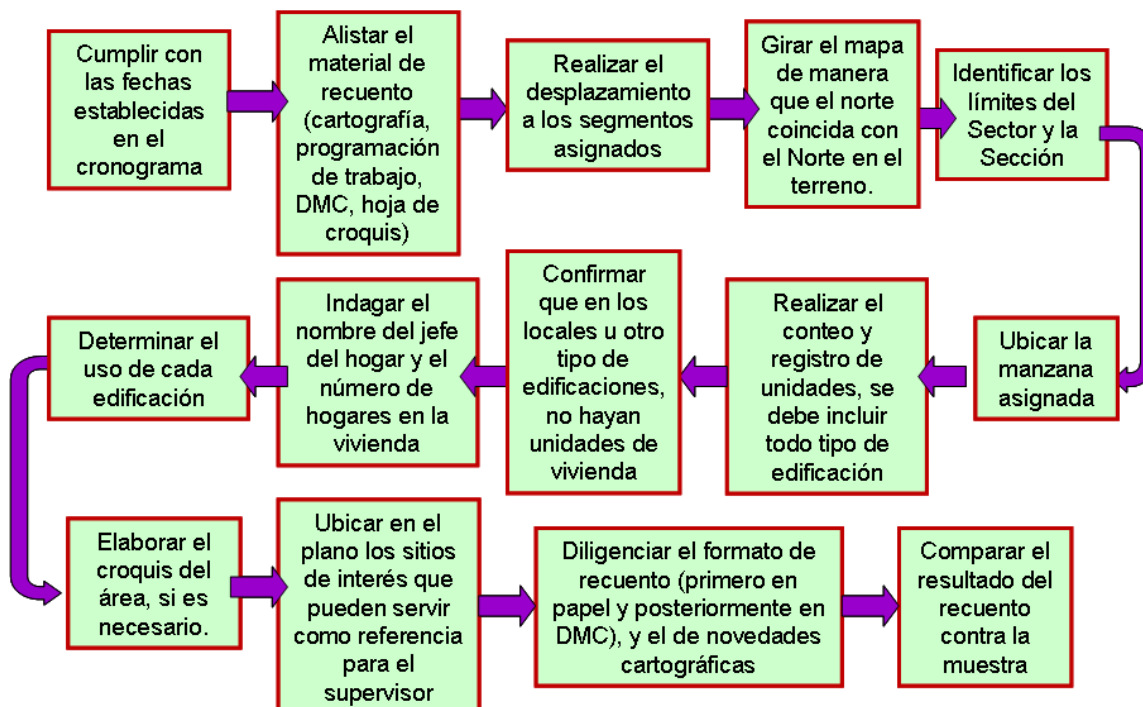 Cumplir con
las fechas
establecidas
en el
cronograma
Alistar el
material de
recuento
(cartografía,
programación
de trabajo,
DMC, hoja de
croquis)
Realizar el
desplazamiento
a los segmentos
asignados
Girar el mapa
de manera
que el norte
coincida con
el Norte en el
terreno.
Identificar los
límites del
Sector y la
Sección
Ubicar la
manzana
asignada
Realizar el
conteo y
registro de
unidades, se
debe incluir
todo tipo de
edificación
Confirmar
que en los
locales u otro
tipo de
edificaciones,
no hayan
unidades de
vivienda
Indagar el
nombre del jefe
del hogar y el
número de
hogares en la
vivienda
Determinar el
uso de cada
edificación
Elaborar el
croquis del
área, si es
necesario.
Ubicar en el
plano los sitios
de interés que
pueden servir
como referencia
para el
supervisor
Diligenciar el formato de
recuento (primero en
papel y posteriormente en
DMC), y el de novedades
cartográficas
Comparar el
resultado del
recuento
contra la
muestra